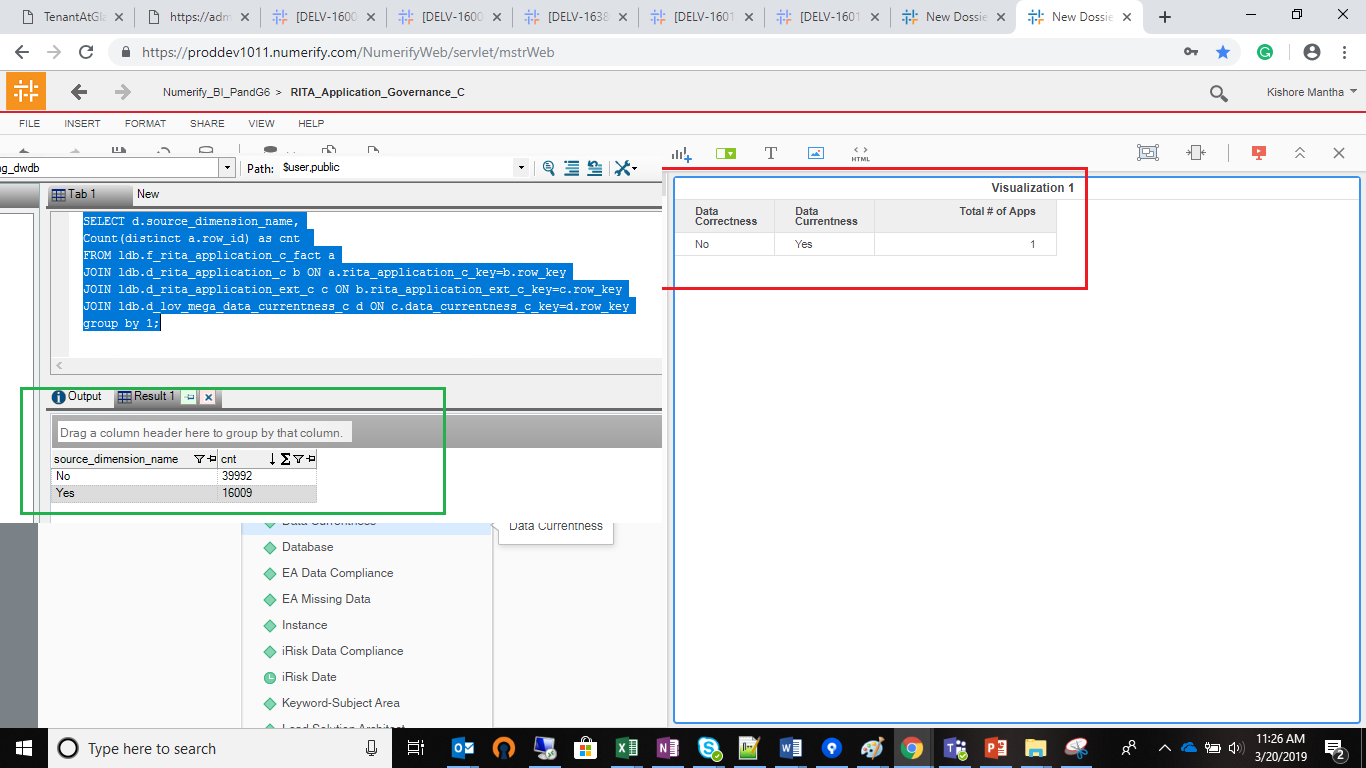 TenantAtGla
https://adm
[DELV-1600
[DELV-1600
[DELV-1638
[DELV-1601
[DELV-1601
New Dossie
New Dossie
https://proddev1011.numerify.com/NumerifyWeb/servlet/mstrWeb
Numerify_BI_PandG6 > RITA_Application_Governance_C
Kishore Mantha
FILE INSERT FORMAT SHARE VIEW HELP
HTML
ng_dwdb
Path: $user,public
Tab 1 New
SELECT d.source_dimension_name,
Count(distinct a.row_id) as cnt
FROM ldb.f_rita_application_c_fact a
JOIN ldb.d_rita_application_c b ON a.rita_application_c_key=b.row_key
JOIN ldb.d_rita_application_ext_c c ON b.rita_application_ext_c_key=c.row_key
JOIN ldb.d_lov_mega_data_currentness_c d ON c.data_currentness_c_key=d.row_key
group by 1;
Output Result 1
Drag a column header here to group by that column.
source_dimension_name cnt
No 39992
Yes 16009
Visualization 1
Data Correctness Data Currentness Total # of Apps
No Yes 1
Data Currentness
Data Currentness
Database
EA Data Compliance
EA Missing Data
Instance
iRisk Data Compliance
iRisk Date
Keyword-Subject Area
Lead Solution Architect
Type here to search
11:26 AM
3/20/2019
2